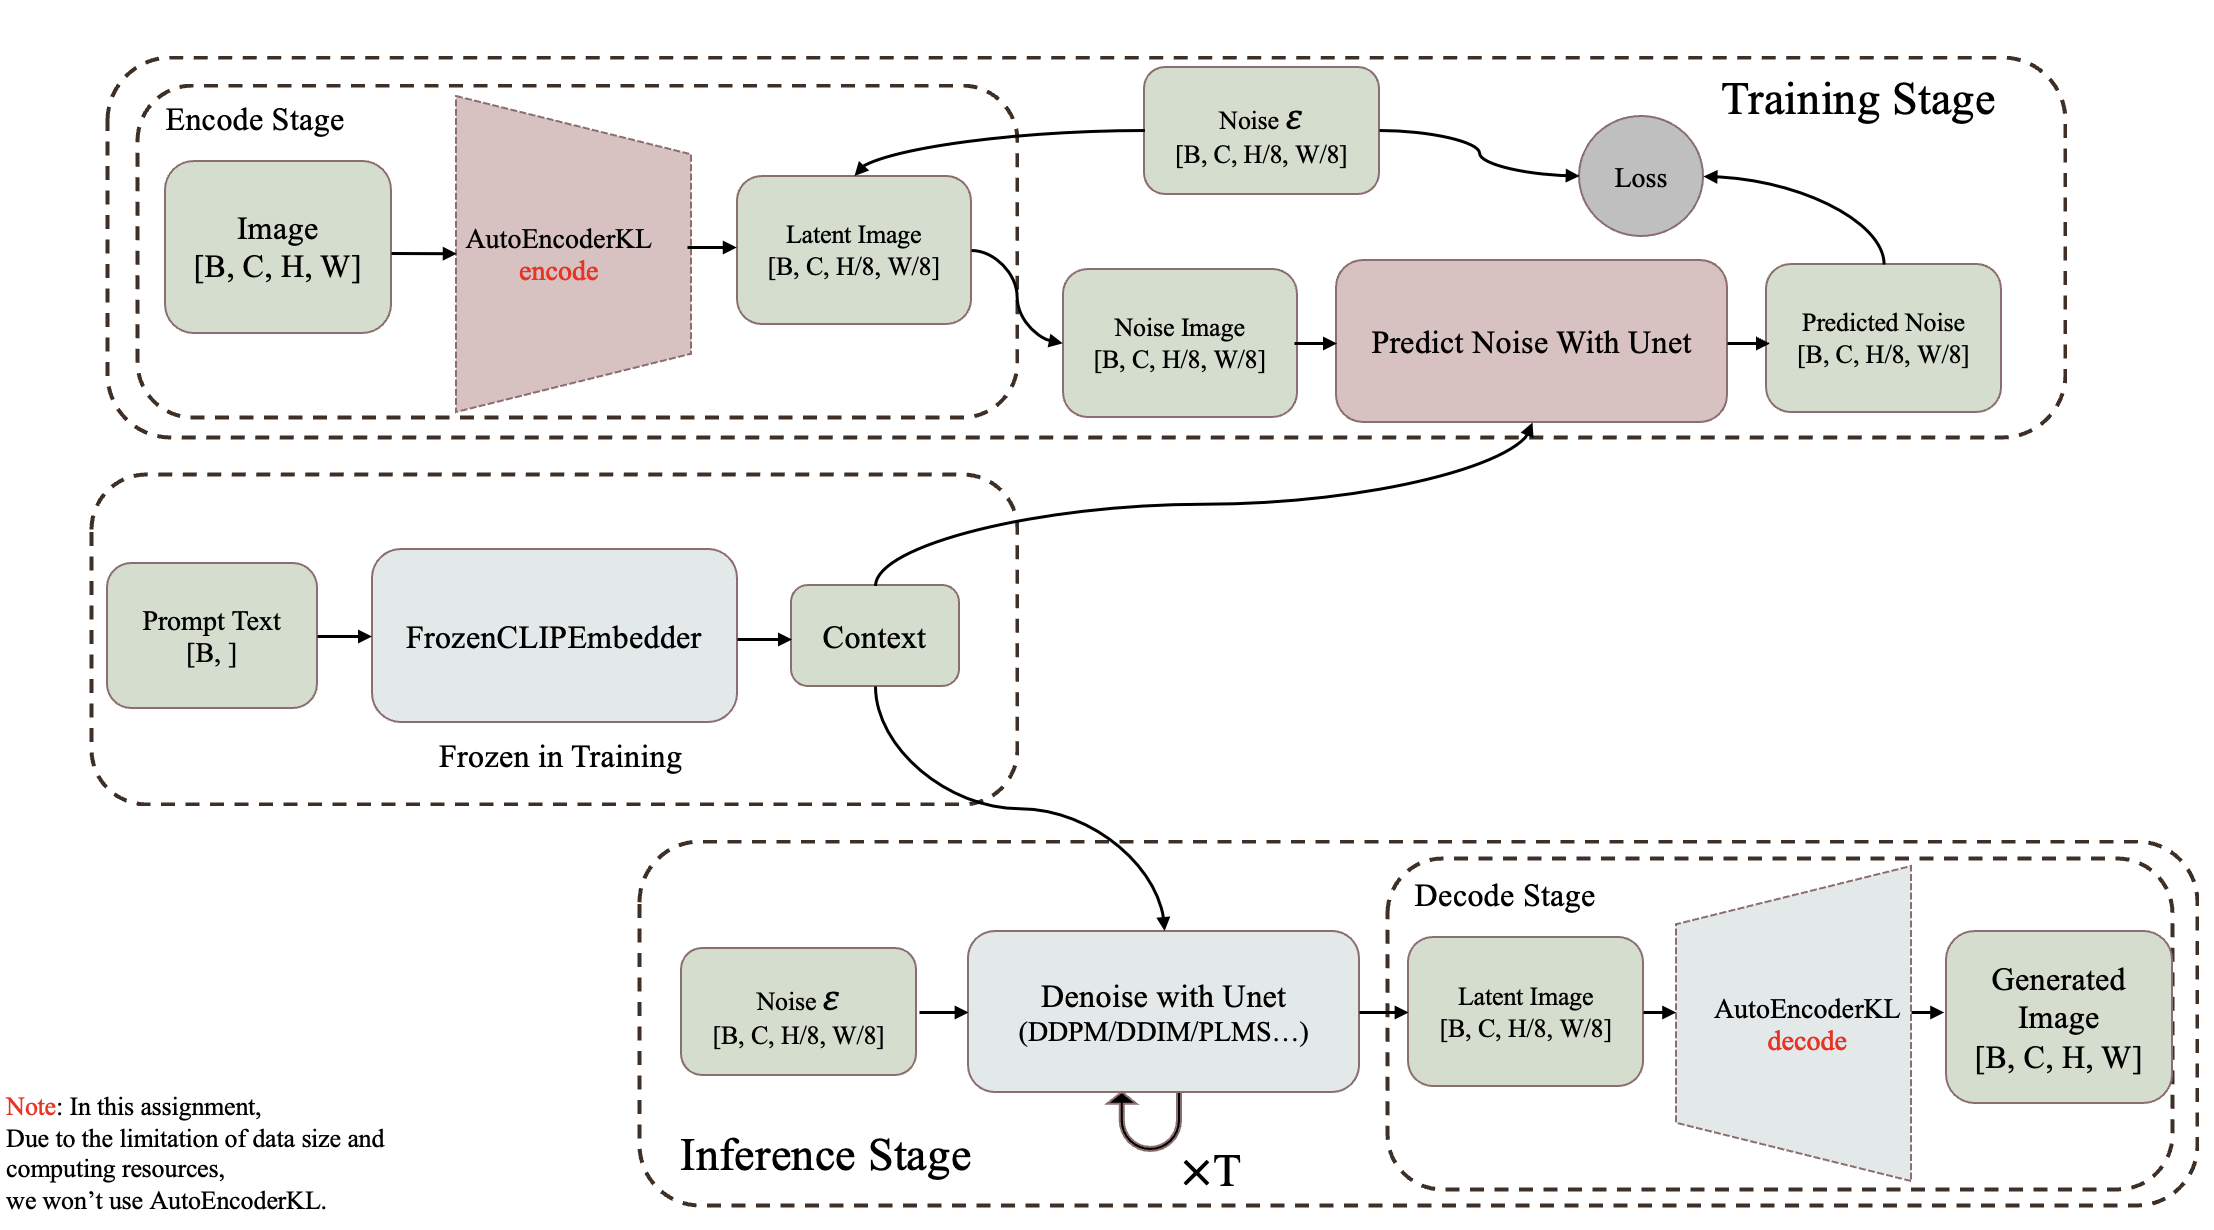 Training Stage
Encode Stage
Image
[B, C, H, W]
AutoEncoderKL
encode
Latent Image
[B, C, H/8, W/8]
Noise ε
[B, C, H/8, W/8]
Loss
Noise Image
[B, C, H/8, W/8]
Predict Noise With Unet
Predicted Noise
[B, C, H/8, W/8]
Prompt Text
[B, ]
FrozenCLIPEmbedder
Context
Frozen in Training
Decode Stage
Noise ε
[B, C, H/8, W/8]
Denoise with Unet
(DDPM/DDIM/PLMS…)
Latent Image
[B, C, H/8, W/8]
AutoEncoderKL
decode
Generated
Image
[B, C, H, W]
Inference Stage
×T
Note: In this assignment,
Due to the limitation of data size and
computing resources,
we won’t use AutoEncoderKL.